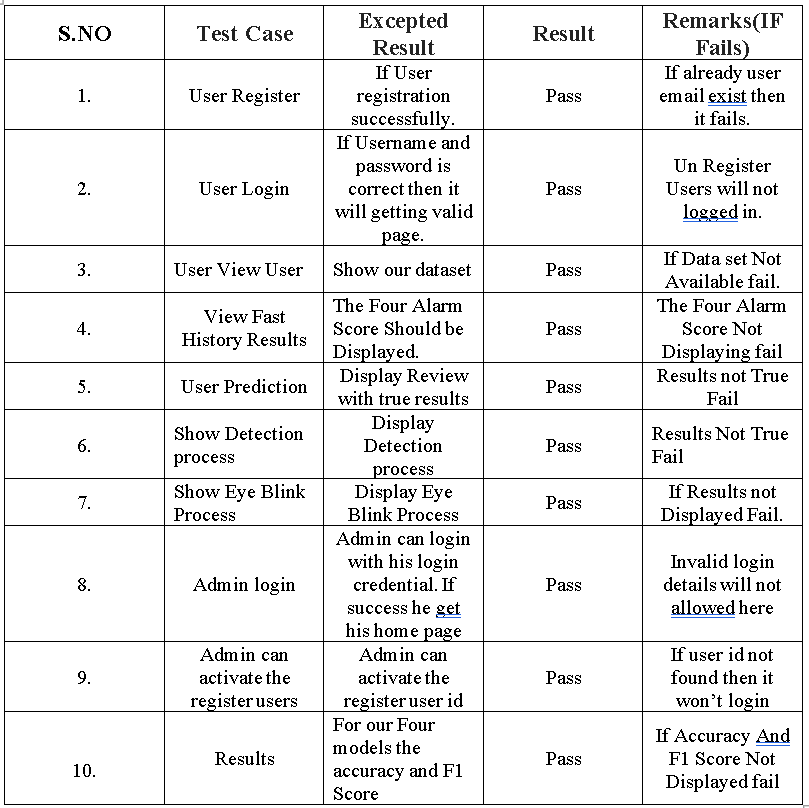 S.NO
Test Case
Excepted
Result
Result
Remarks(IF
Fails)
1.
User Register
If User
registration
successfully.
Pass
If already user
email exist then
it fails.
2.
User Login
If Username and
password is
correct then it
will getting valid
page.
Pass
Un Register
Users will not
logged in.
3.
User View User
Show our dataset
Pass
If Data set Not
Available fail.
4.
View Fast
History Results
The Four Alarm
Score Should be
Displayed.
Pass
The Four Alarm
Score Not
Displaying fail
5.
User Prediction
Display Review
with true results
Pass
Results not True
Fail
6.
Show Detection
process
Display
Detection
process
Pass
Results Not True
Fail
7.
Show Eye Blink
Process
Display Eye
Blink Process
Pass
If Results not
Displayed Fail.
8.
Admin login
Admin can login
with his login
credential. If
success he get
his home page
Pass
Invalid login
details will not
allowed here
9.
Admin can
activate the
register users
Admin can
activate the
register user id
Pass
If user id not
found then it
won't login
10.
Results
For our Four
models the
accuracy and F1
Score
Pass
If Accuracy And
F1 Score Not
Displayed fail